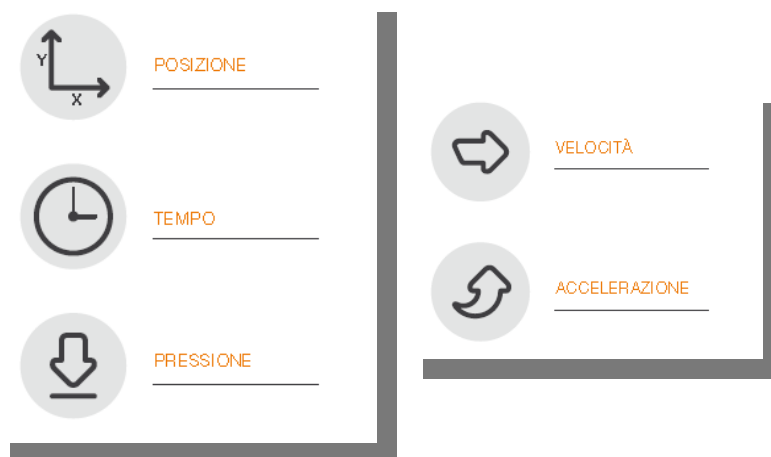 Y
X
POSIZIONE
TEMPO
PRESSIONE
VELOCITÀ
ACCELERAZIONE